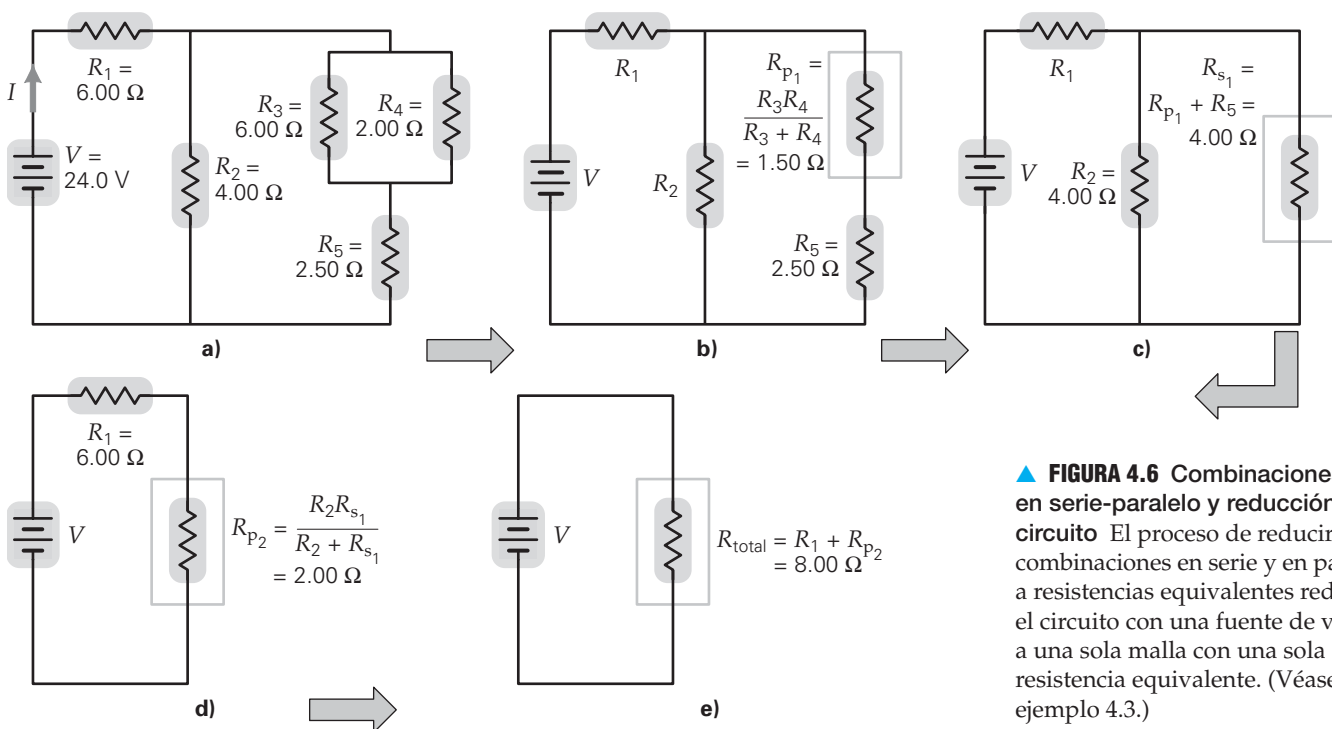 R1 =
6.00 Ω
I
V =
24.0 V
R2 =
4.00 Ω
R3 =
6.00 Ω
R4 =
2.00 Ω
R5 =
2.50 Ω
a)
R1
V
R2
Rp1 =
R3R4
R3 + R4
= 1.50 Ω
R5 =
2.50 Ω
b)
R1
V
R2 =
4.00 Ω
Rs1 =
Rp1 + R5 =
4.00 Ω
c)
R1 =
6.00 Ω
V
Rp2 = R2Rs1
R2 + Rs1
= 2.00 Ω
d)
V
Rtotal = R1 + Rp2
= 8.00 Ω
e)
▲ FIGURA 4.6 Combinacione
en serie-paralelo y reducción
circuito El proceso de reducir
combinaciones en serie y en pa
a resistencias equivalentes red
el circuito con una fuente de v
a una sola malla con una sola
resistencia equivalente. (Véase
ejemplo 4.3.)